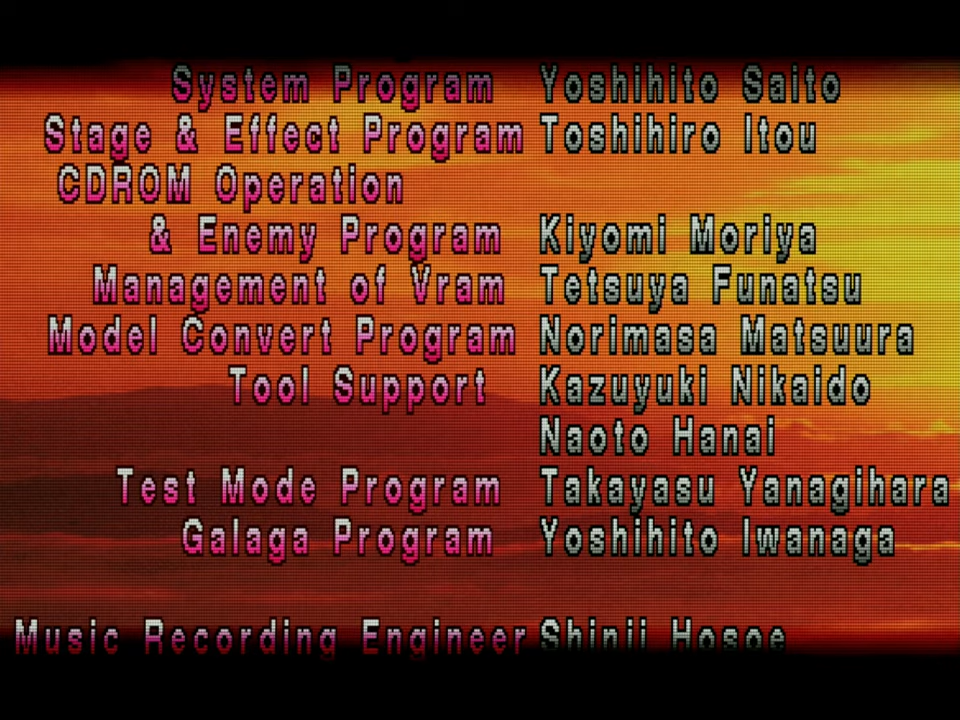 System Program Yoshihito Saito
Stage & Effect Program Toshihiro Itou
CDROM Operation
& Enemy Program Kiyomi Moriya
Management of Vram Tetsuya Funatsu
Model Convert Program Norimasa Matsuura
Tool Support Kazuyuki Nikaido
Naoto Hanai
Test Mode Program Takayasu Yanagihara
Galaga Program Yoshihito Iwanaga
Music Recording Engineer Shinji Hosoe